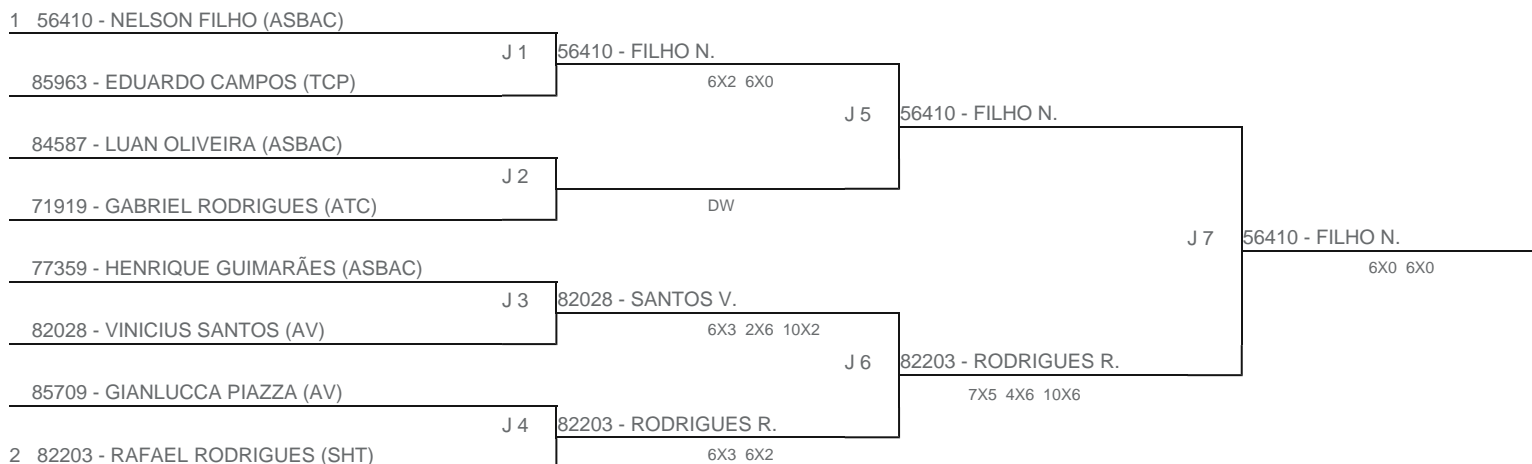 1 56410 - NELSON FILHO (ASBAC)
J 1
56410 - FILHO N.
85963 - EDUARDO CAMPOS (TCP)
6X2 6X0
J 5
56410 - FILHO N.
84587 - LUAN OLIVEIRA (ASBAC)
J 2
71919 - GABRIEL RODRIGUES (ATC)
DW
J 7
56410 - FILHO N.
6X0 6X0
77359 - HENRIQUE GUIMARÃES (ASBAC)
J 3
82028 - SANTOS V.
82028 - VINICIUS SANTOS (AV)
6X3 2X6 10X2
J 6
82203 - RODRIGUES R.
7X5 4X6 10X6
85709 - GIANLUCCA PIAZZA (AV)
J 4
82203 - RODRIGUES R.
2 82203 - RAFAEL RODRIGUES (SHT)
6X3 6X2